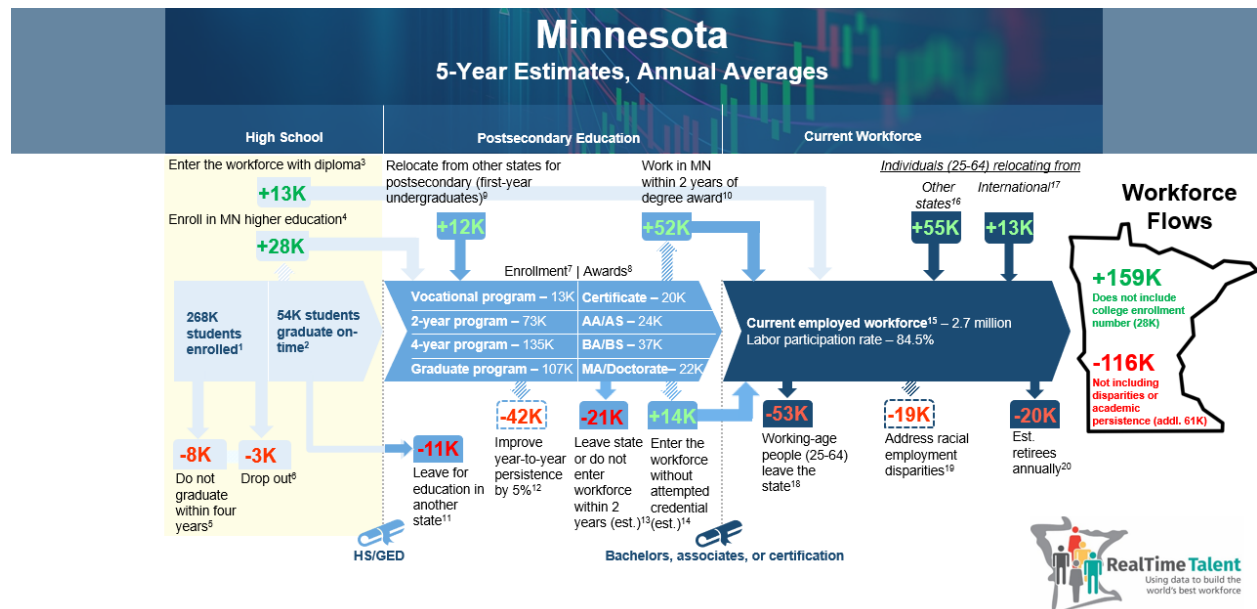 Minnesota
5-Year Estimates, Annual Averages
High School
Postsecondary Education
Current Workforce
Enter the workforce with diploma³
+13K
Enroll in MN higher education⁴
+28K
268K
students
enrolled¹
54K students
graduate on-
time²
-8K
Do not
graduate
within four
years⁵
-3K
Drop out⁶
HS/GED
Relocate from other states for
postsecondary (first-year
undergraduates)⁹
+12K
Work in MN
within 2 years of
degree award¹⁰
+52K
Enrollment⁷ | Awards⁸
Vocational program – 13K
Certificate – 20K
2-year program – 73K
AA/AS – 24K
4-year program – 135K
BA/BS – 37K
Graduate program – 107K
MA/Doctorate– 22K
-11K
Leave for
education in
another
state¹¹
-42K
Improve
year-to-year
persistence
by 5%¹²
-21K
Leave state
or do not
enter
workforce
within 2
years (est.)¹³
+14K
Enter the
workforce
without
attempted
credential
(est.)¹⁴
Bachelors, associates, or certification
Individuals (25-64) relocating from
Other
states¹⁶
International¹⁷
+55K
+13K
Current employed workforce¹⁵ – 2.7 million
Labor participation rate – 84.5%
-53K
Working-age
people (25-64)
leave the
state¹⁸
-19K
Address racial
employment
disparities¹⁹
-20K
Est.
retirees
annually²⁰
Workforce
Flows
+159K
Does not include
college enrollment
number (28K)
-116K
Not including
disparities or
academic
persistence (addl. 61K)
RealTime Talent
Using data to build the
world's best workforce